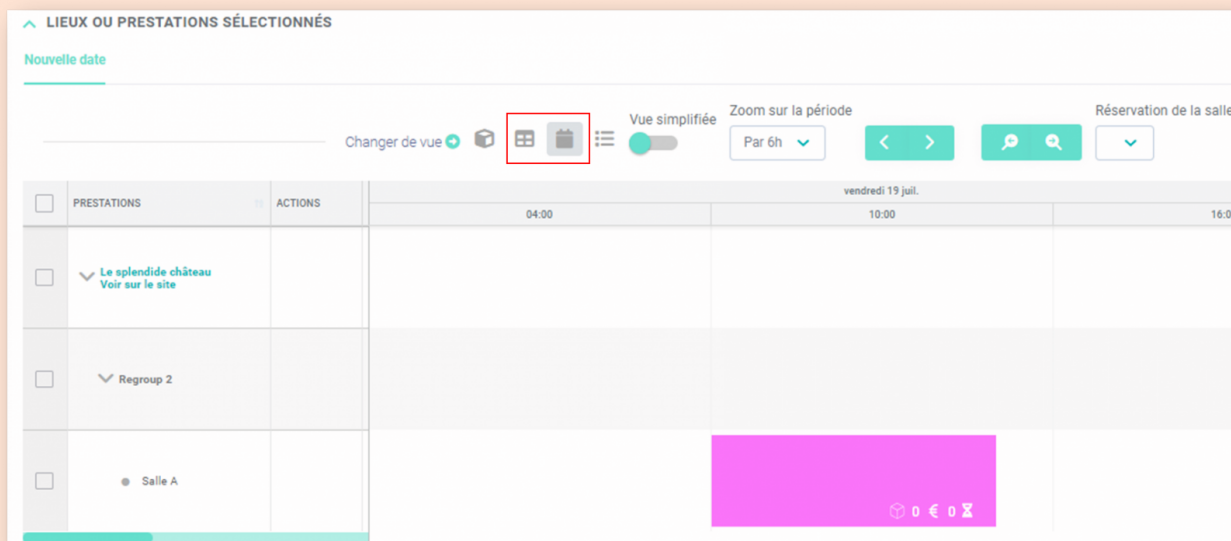 LIEUX OU PRESTATIONS SÉLECTIONNÉS
Nouvelle date
Changer de vue
Vue simplifiée
Zoom sur la période
Par 6h
Réservation de la salle
PRESTATIONS
ACTIONS
vendredi 19 juil.
04:00
10:00
16:0
Le splendide château
Voir sur le site
Regroup 2
Salle A
0 € 0